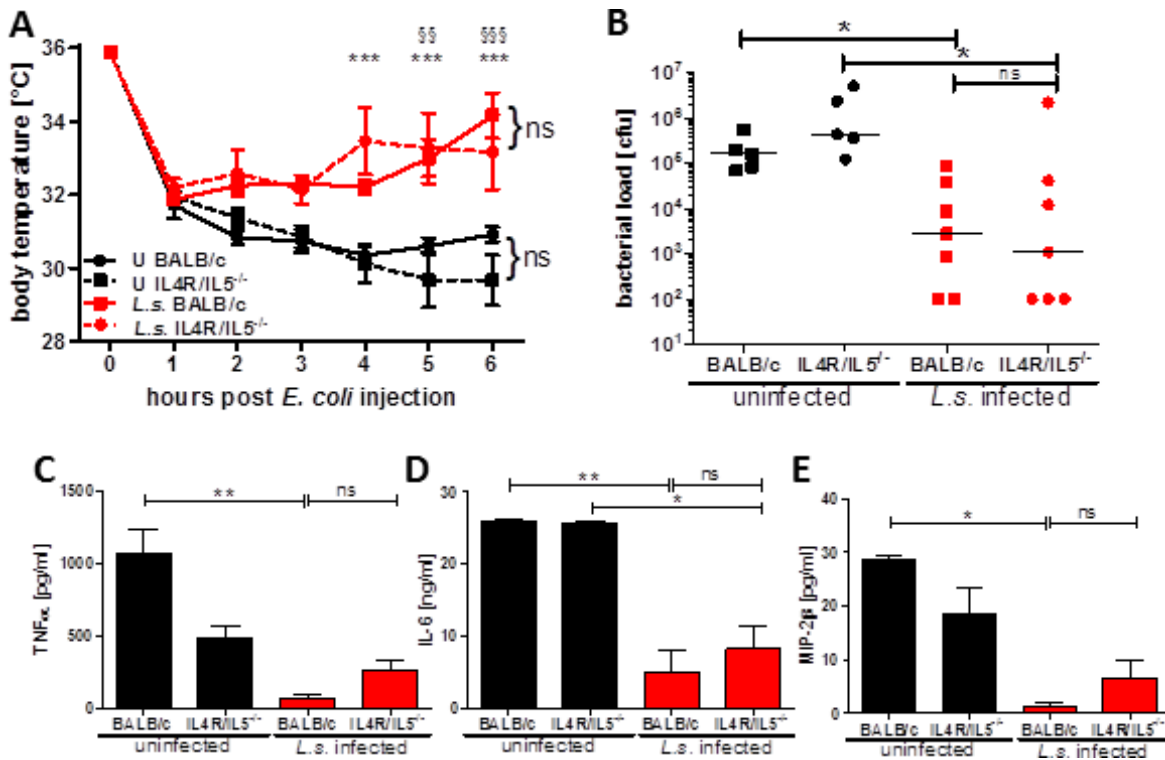 A
body temperature [°C]
36
34
32
30
28
§§ §§§
*** *** ***
ns
ns
U BALB/c
U IL4R/IL5-/-
L.s. BALB/c
L.s. IL4R/IL5-/-
0 1 2 3 4 5 6
hours post E. coli injection
B
bacterial load [cfu]
10^7
10^6
10^5
10^4
10^3
10^2
10^1
*
*
ns
BALB/c IL4R/IL5-/- BALB/c IL4R/IL5-/-
uninfected L.s. infected
C
TNFα [pg/ml]
1500
1000
500
0
** ns
BALB/c IL4R/IL5-/- BALB/c IL4R/IL5-/-
uninfected L.s. infected
D
IL-6 [ng/ml]
30
20
10
0
** ns
*
BALB/c IL4R/IL5-/- BALB/c IL4R/IL5-/-
uninfected L.s. infected
E
MIP-2β [pg/ml]
40
30
20
10
0
* ns
BALB/c IL4R/IL5-/- BALB/c IL4R/IL5-/-
uninfected L.s. infected